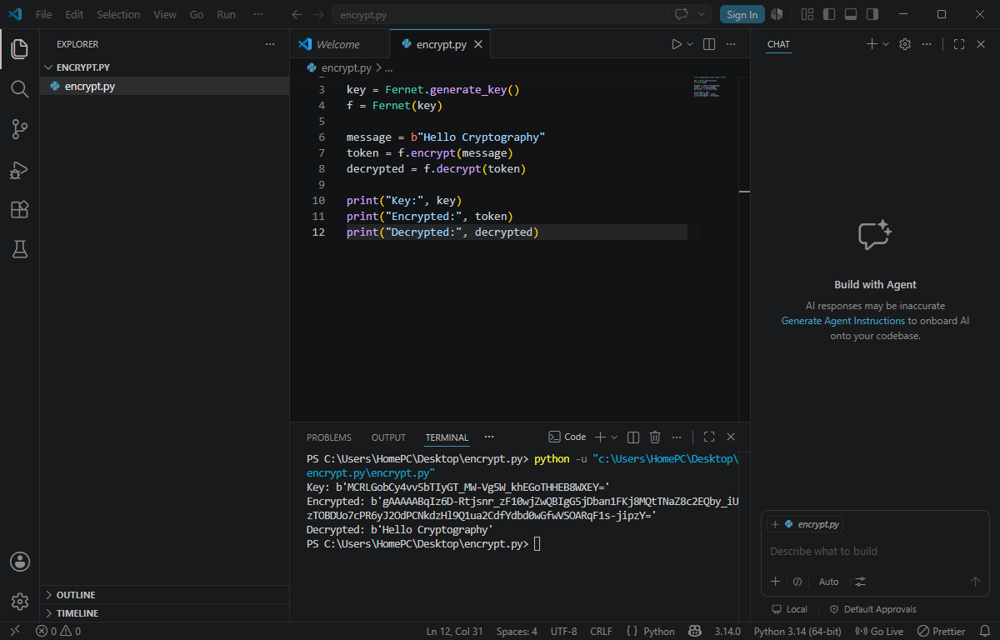 File Edit Selection View Go Run ···
encrypt.py
Sign In
EXPLORER
ENCRYPT.PY
encrypt.py
OUTLINE
TIMELINE
Welcome
encrypt.py
encrypt.py > ...
3 key = Fernet.generate_key()
4 f = Fernet(key)
5
6 message = b"Hello Cryptography"
7 token = f.encrypt(message)
8 decrypted = f.decrypt(token)
9
10 print("Key:", key)
11 print("Encrypted:", token)
12 print("Decrypted:", decrypted)
PROBLEMS OUTPUT TERMINAL ···
Code
PS C:\Users\HomePC\Desktop\encrypt.py> python -u "c:\Users\HomePC\Desktop\
encrypt.py\encrypt.py"
Key: b'MCRLGobCy4vv5bTIyGT_MW-Vg5W_khEGoTHHEB8WXEY='
Encrypted: b'gAAAAABqIz6D-Rtjsnr_zF10wjZwQBIgG5jDban1FKj8MQtTNaZ8c2EQby_iU
zTOBDUo7cPR6yJ2OdPCNkdzHl9Q1ua2CdfYdbd0wGfwVSOARqF1s-jipzY='
Decrypted: b'Hello Cryptography'
PS C:\Users\HomePC\Desktop\encrypt.py>
CHAT
Build with Agent
AI responses may be inaccurate
Generate Agent Instructions to onboard AI
onto your codebase.
encrypt.py
Describe what to build
Auto
Local
Default Approvals
0 0
Ln 12, Col 31 Spaces: 4 UTF-8 CRLF { } Python 3.14.0 Python 3.14 (64-bit) Go Live Prettier